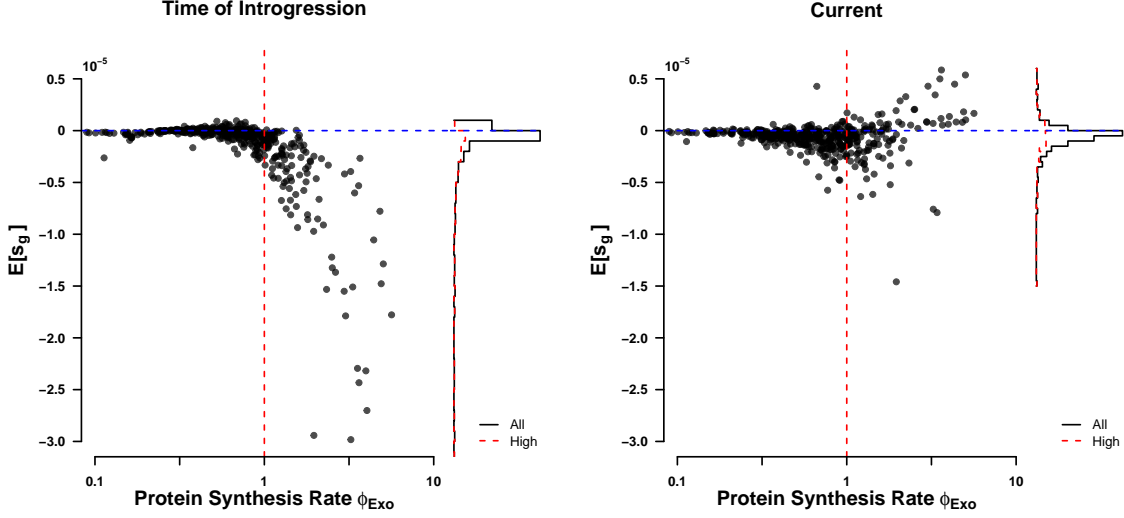 Time of Introgression
10⁻⁵
0.5
0
−0.5
−1.0
−1.5
−2.0
−2.5
−3.0
E[s_g]
0.1
1
10
Protein Synthesis Rate ϕ_Exo
All
High
Current
10⁻⁵
0.5
0
−0.5
−1.0
−1.5
−2.0
−2.5
−3.0
E[s_g]
0.1
1
10
Protein Synthesis Rate ϕ_Exo
All
High